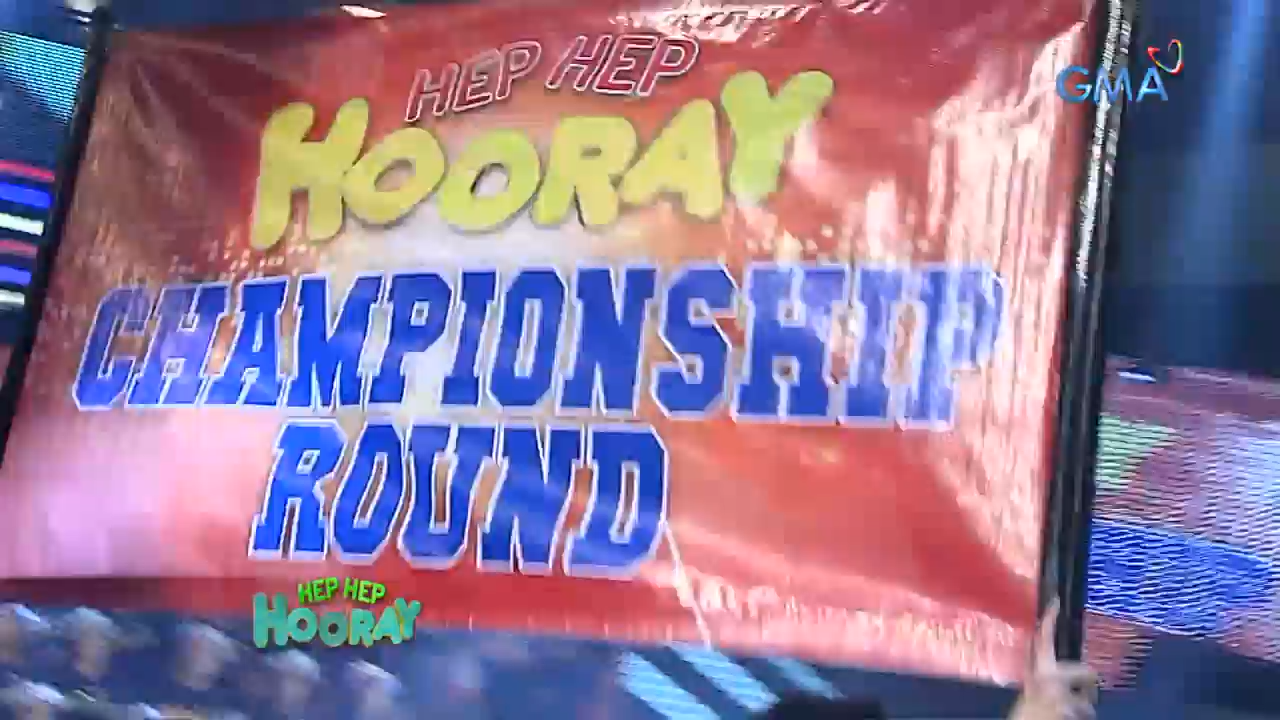 HEP HEP
HOORAY
CHAMPIONSHIP
ROUND
GMA
HEP HEP
HOORAY